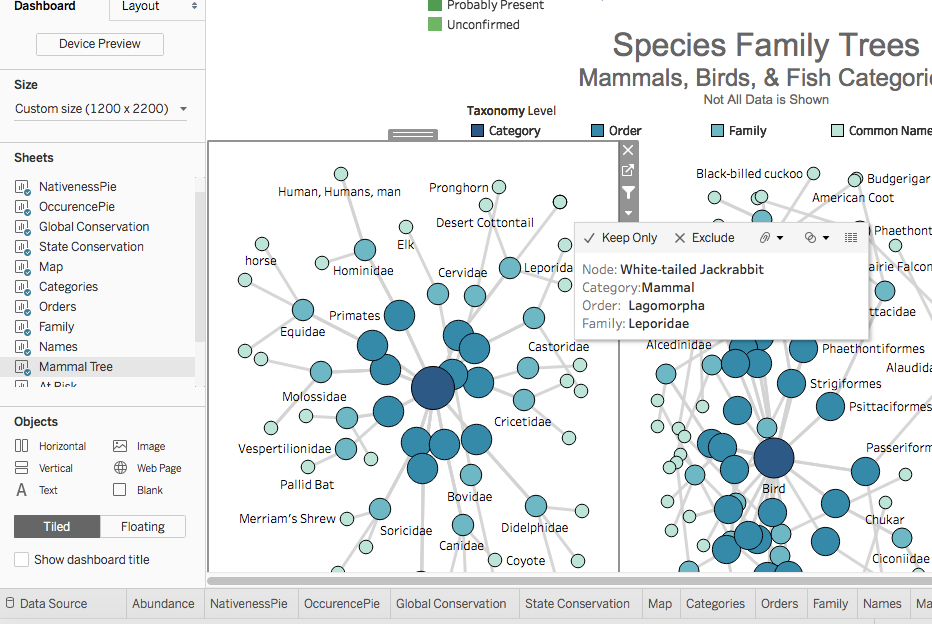 Dashboard
Layout
Device Preview
Size
Custom size (1200 x 2200)
Sheets
NativenessPie
OccurencePie
Global Conservation
State Conservation
Map
Categories
Orders
Family
Names
Mammal Tree
At Risk
Objects
Horizontal
Image
Vertical
Web Page
A Text
Blank
Tiled
Floating
Show dashboard title
Probably Present
Unconfirmed
Species Family Trees
Mammals, Birds, & Fish Categorie
Not All Data is Shown
Taxonomy Level
Category
Order
Family
Common Name
Human, Humans, man
Pronghorn
Desert Cottontail
Elk
horse
Hominidae
Cervidae
Leporida
Primates
Equidae
Castoridae
Molossidae
Cricetidae
Vespertilionidae
Pallid Bat
Bovidae
Merriam's Shrew
Soricidae
Didelphidae
Canidae
Coyote
Keep Only
Exclude
Node: White-tailed Jackrabbit
Category:Mammal
Order: Lagomorpha
Family: Leporidae
Black-billed cuckoo
Budgerigar
American Coot
Phaethont
airie Falcon
ttacidae
Alcedinidae
Phaethontiformes
Alaudida
Strigiformes
Psittaciformes
Passeriform
Bird
Chukar
Ciconiidae
Data Source
Abundance
NativenessPie
OccurencePie
Global Conservation
State Conservation
Map
Categories
Orders
Family
Names
Ma